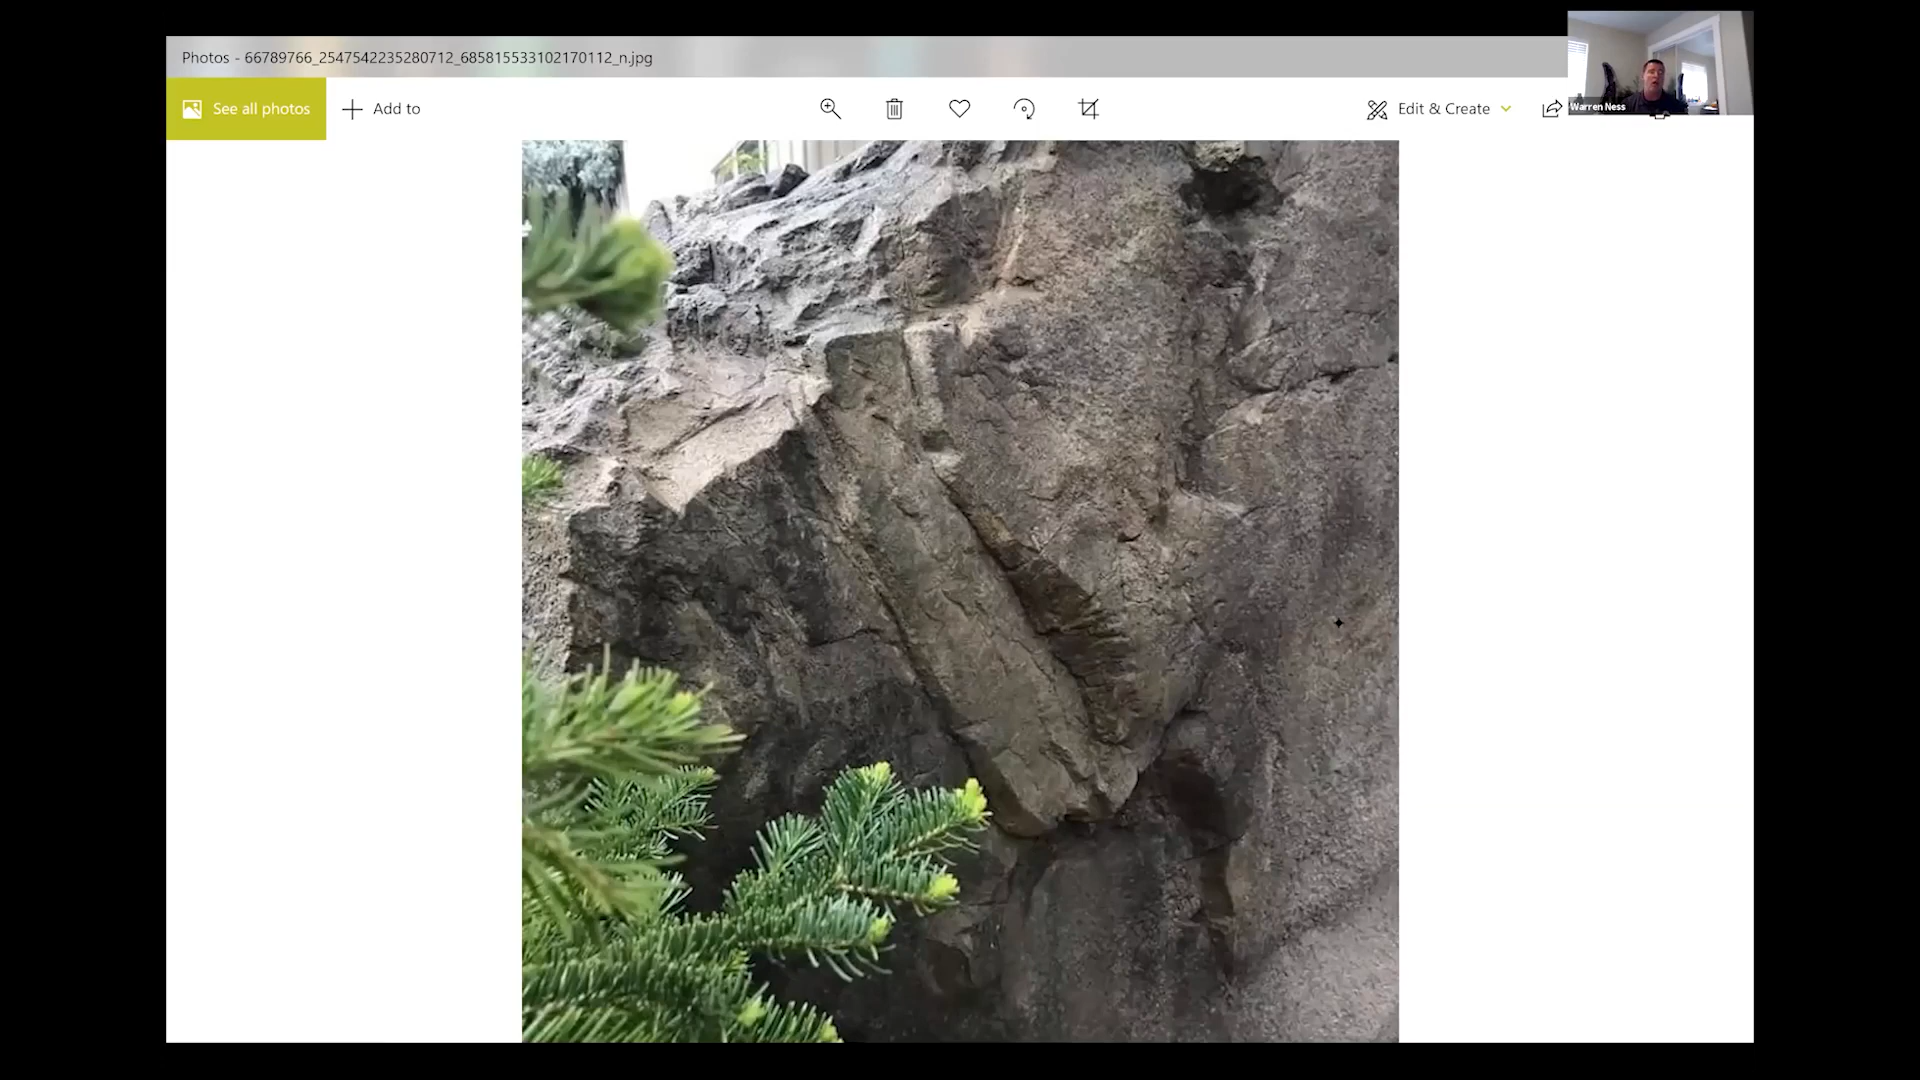 Photos - 66789766_2547542235280712_685815533102170112_n.jpg
See all photos
Add to
Edit & Create
Warren Ness